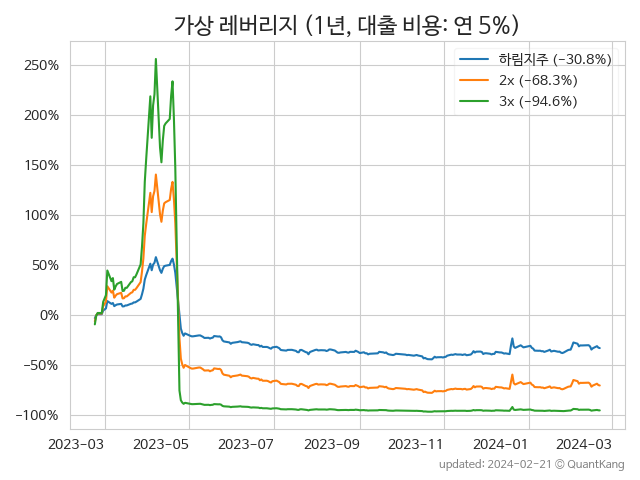 가상 레버리지 (1년, 대출 비용: 연 5%)
하림지주 (-30.8%)
2x (-68.3%)
3x (-94.6%)
250%
200%
150%
100%
50%
0%
-50%
-100%
2023-03 2023-05 2023-07 2023-09 2023-11 2024-01 2024-03
updated: 2024-02-21 © QuantKang